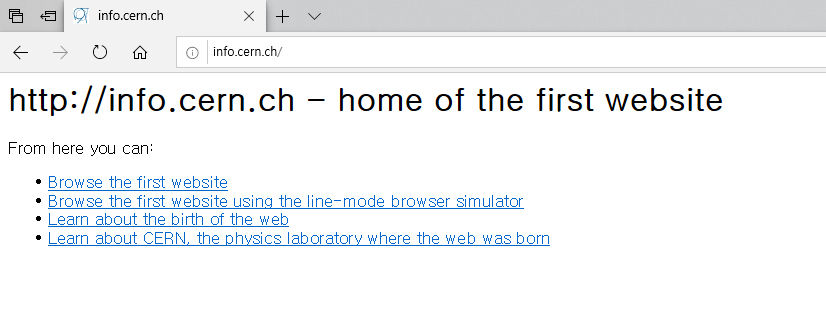 info.cern.ch
info.cern.ch/
http://info.cern.ch - home of the first website
From here you can:
• Browse the first website
• Browse the first website using the line-mode browser simulator
• Learn about the birth of the web
• Learn about CERN, the physics laboratory where the web was born